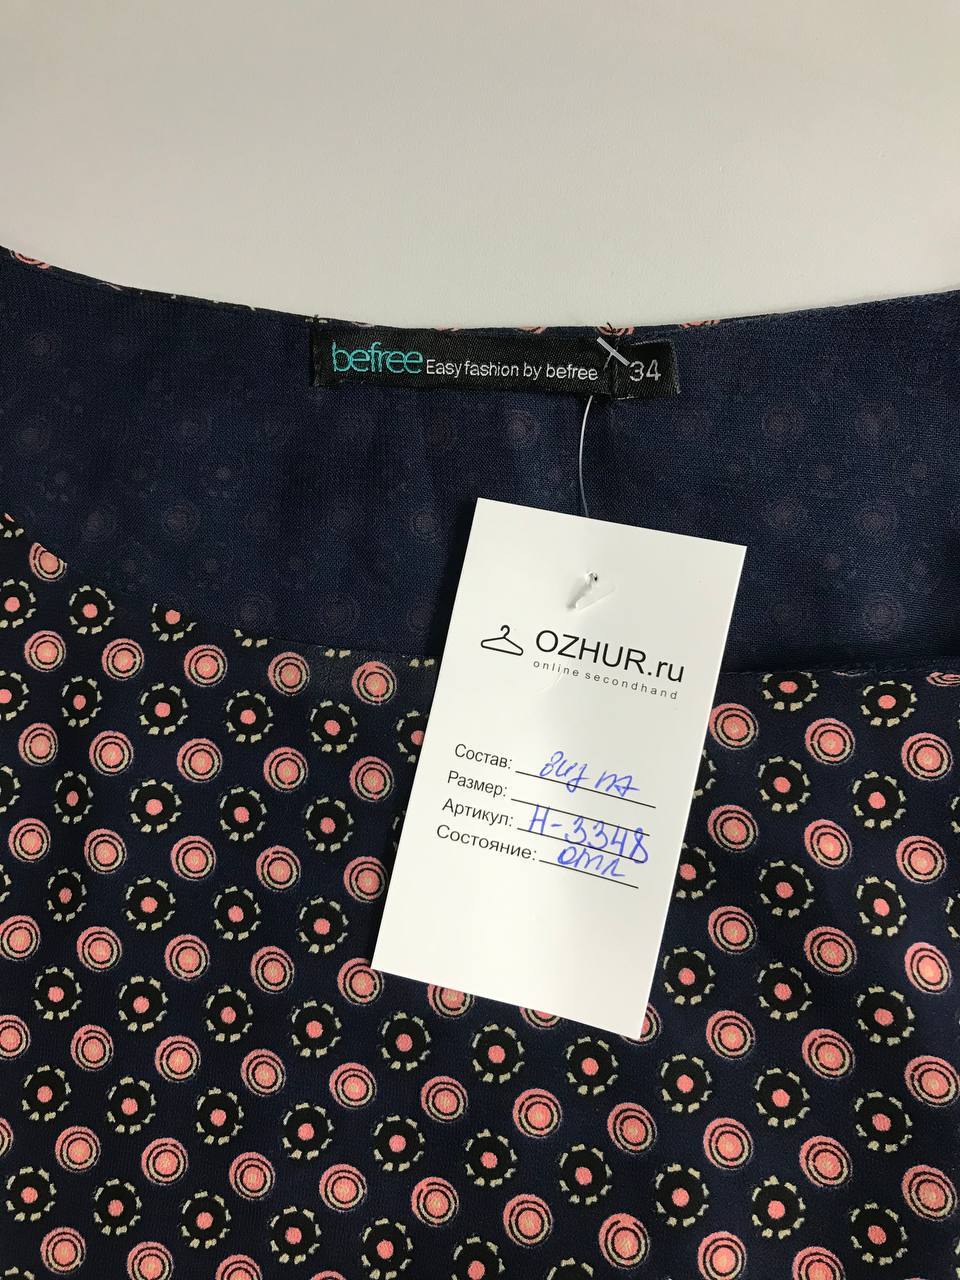 befree Easy fashion by befree 34
OZHUR.ru
online secondhand
Состав:
Размер:
Артикул: Н-3348
Состояние: отл